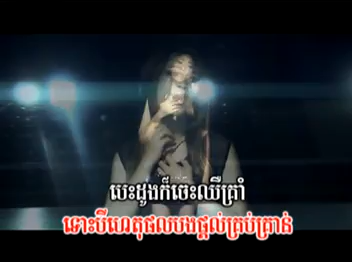 បេះដូងក៏ចេះឈឺគ្រាំ
ទោះបីហេតុផលបងផ្តល់គ្រប់គ្រាន់